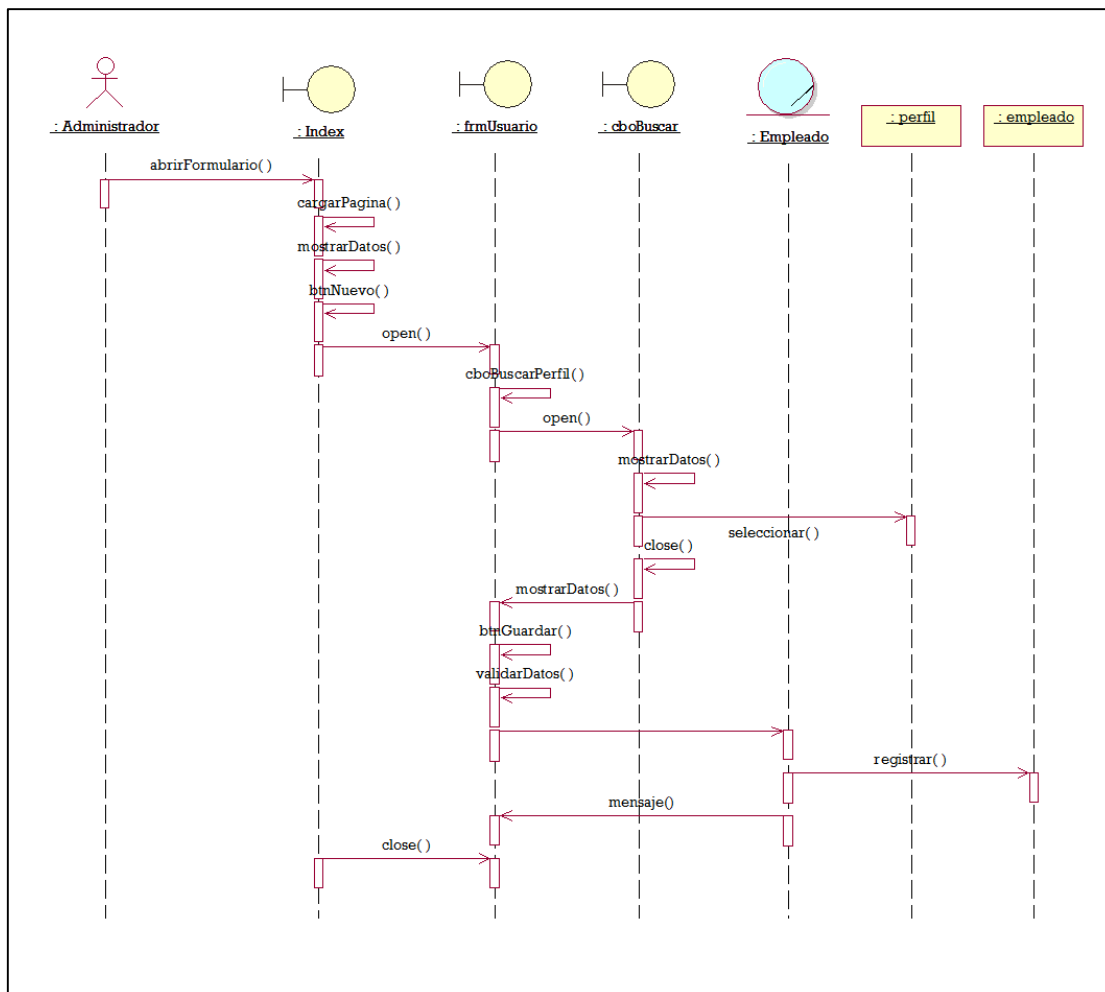 : Administrador
: Index
: frmUsuario
: cboBuscar
: Empleado
: perfil
: empleado
abrirFormulario( )
cargarPagina( )
mostrarDatos( )
btnNuevo( )
open( )
cboBuscarPerfil( )
open( )
mostrarDatos( )
seleccionar( )
close( )
mostrarDatos( )
btnGuardar( )
validarDatos( )
registrar( )
mensaje()
close( )